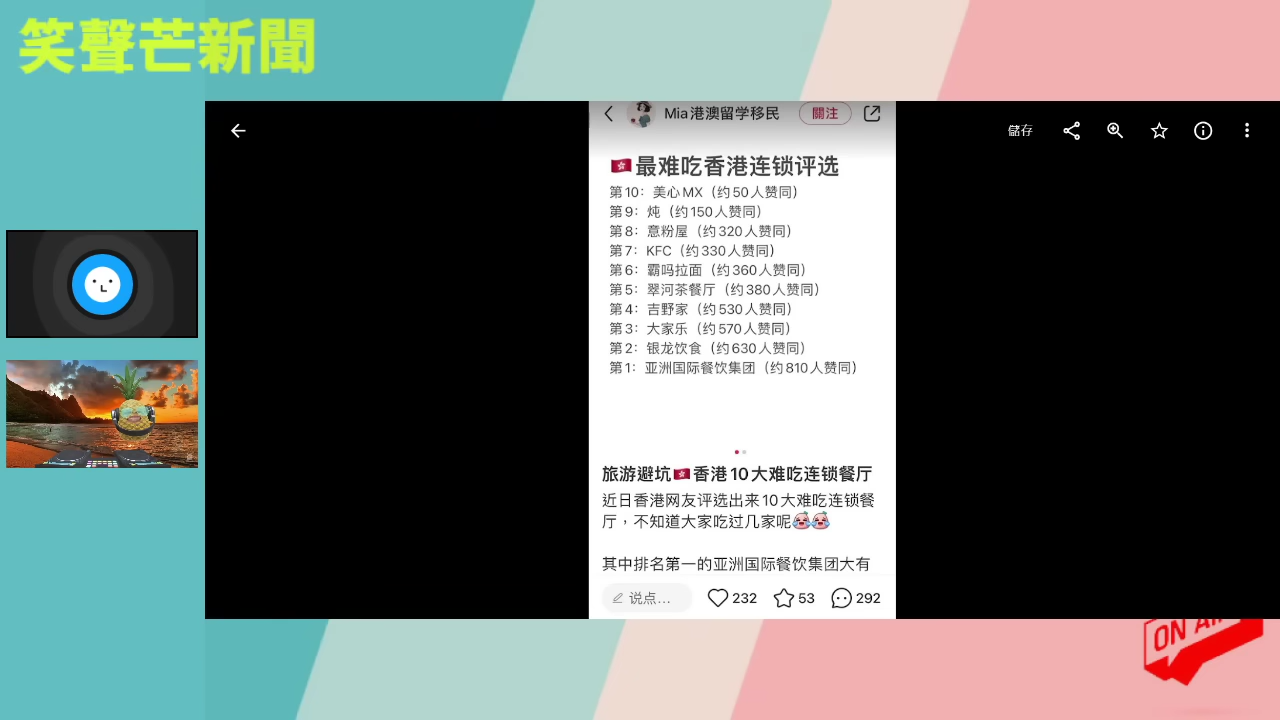 笑聲芒新聞
Mia港澳留学移民
關注
儲存
🇭🇰最难吃香港连锁评选
第10：美心MX（约50人赞同）
第9：炖（约150人赞同）
第8：意粉屋（约320人赞同）
第7：KFC（约330人赞同）
第6：霸吗拉面（约360人赞同）
第5：翠河茶餐厅（约380人赞同）
第4：吉野家（约530人赞同）
第3：大家乐（约570人赞同）
第2：银龙饮食（约630人赞同）
第1：亚洲国际餐饮集团（约810人赞同）
旅游避坑🇭🇰香港10大难吃连锁餐厅
近日香港网友评选出来10大难吃连锁餐
厅，不知道大家吃过几家呢
其中排名第一的亚洲国际餐饮集团大有
说点...
232
53
292
ON AIR